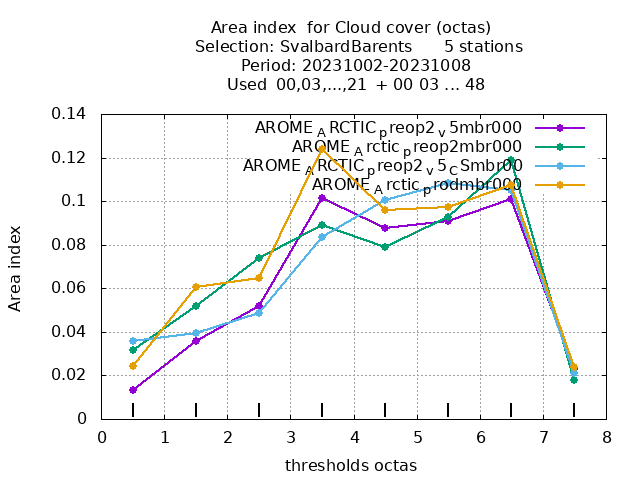 Area index  for Cloud cover (octas)
Selection: SvalbardBarents      5 stations
Period: 20231002-20231008
Used  00,03,...,21  + 00 03 ... 48
AROME_ARCTIC_preop2_v5mbr000
AROME_Arctic_preop2mbr000
AROME_ARCTIC_preop2_v5_CSmbr00
AROME_Arctic_prodmbr000
0.14
0.12
0.1
0.08
0.06
0.04
0.02
0
Area index
0 1 2 3 4 5 6 7 8
thresholds octas